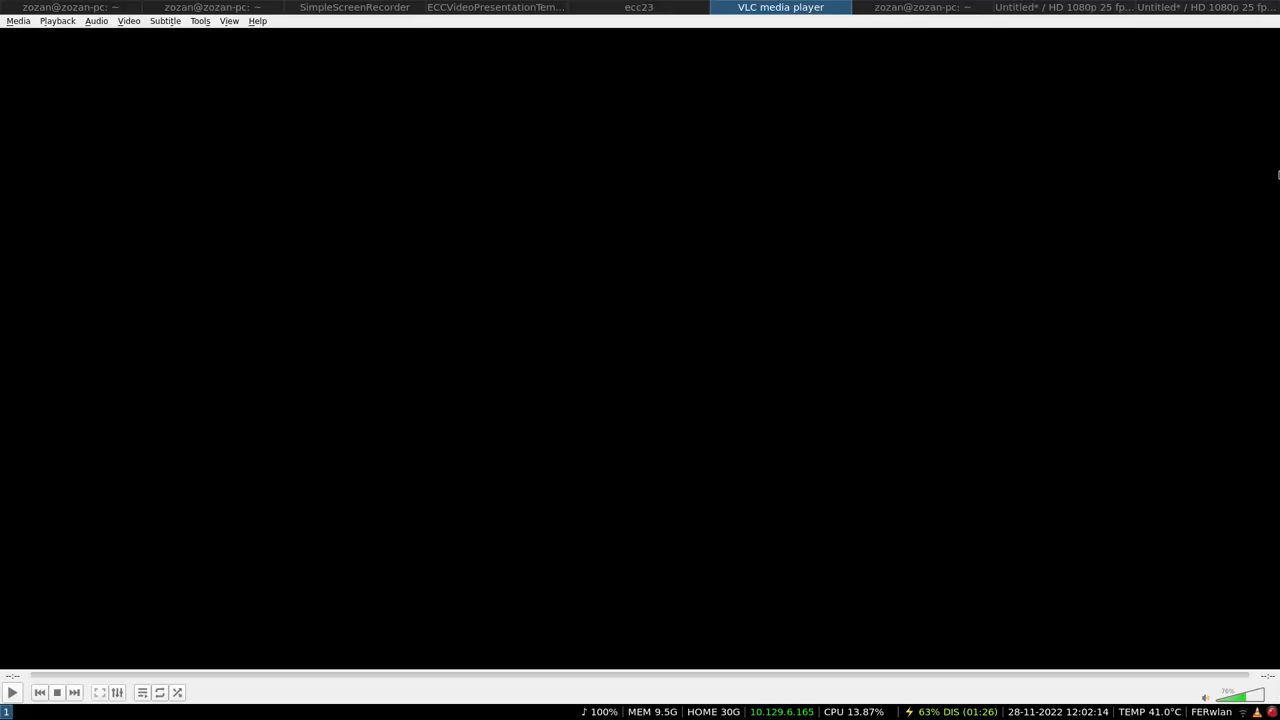 zozan@zozan-pc: ~ zozan@zozan-pc: ~ SimpleScreenRecorder ECCVideoPresentationTem... ecc23 VLC media player zozan@zozan-pc: ~ Untitled* / HD 1080p 25 fp... Untitled* / HD 1080p 25 fp...
Media Playback Audio Video Subtitle Tools View Help
--:-- --:--
76%
1 ♪ 100% MEM 9.5G HOME 30G 10.129.6.165 CPU 13.87% ⚡ 63% DIS (01:26) 28-11-2022 12:02:14 TEMP 41.0°C FERwlan